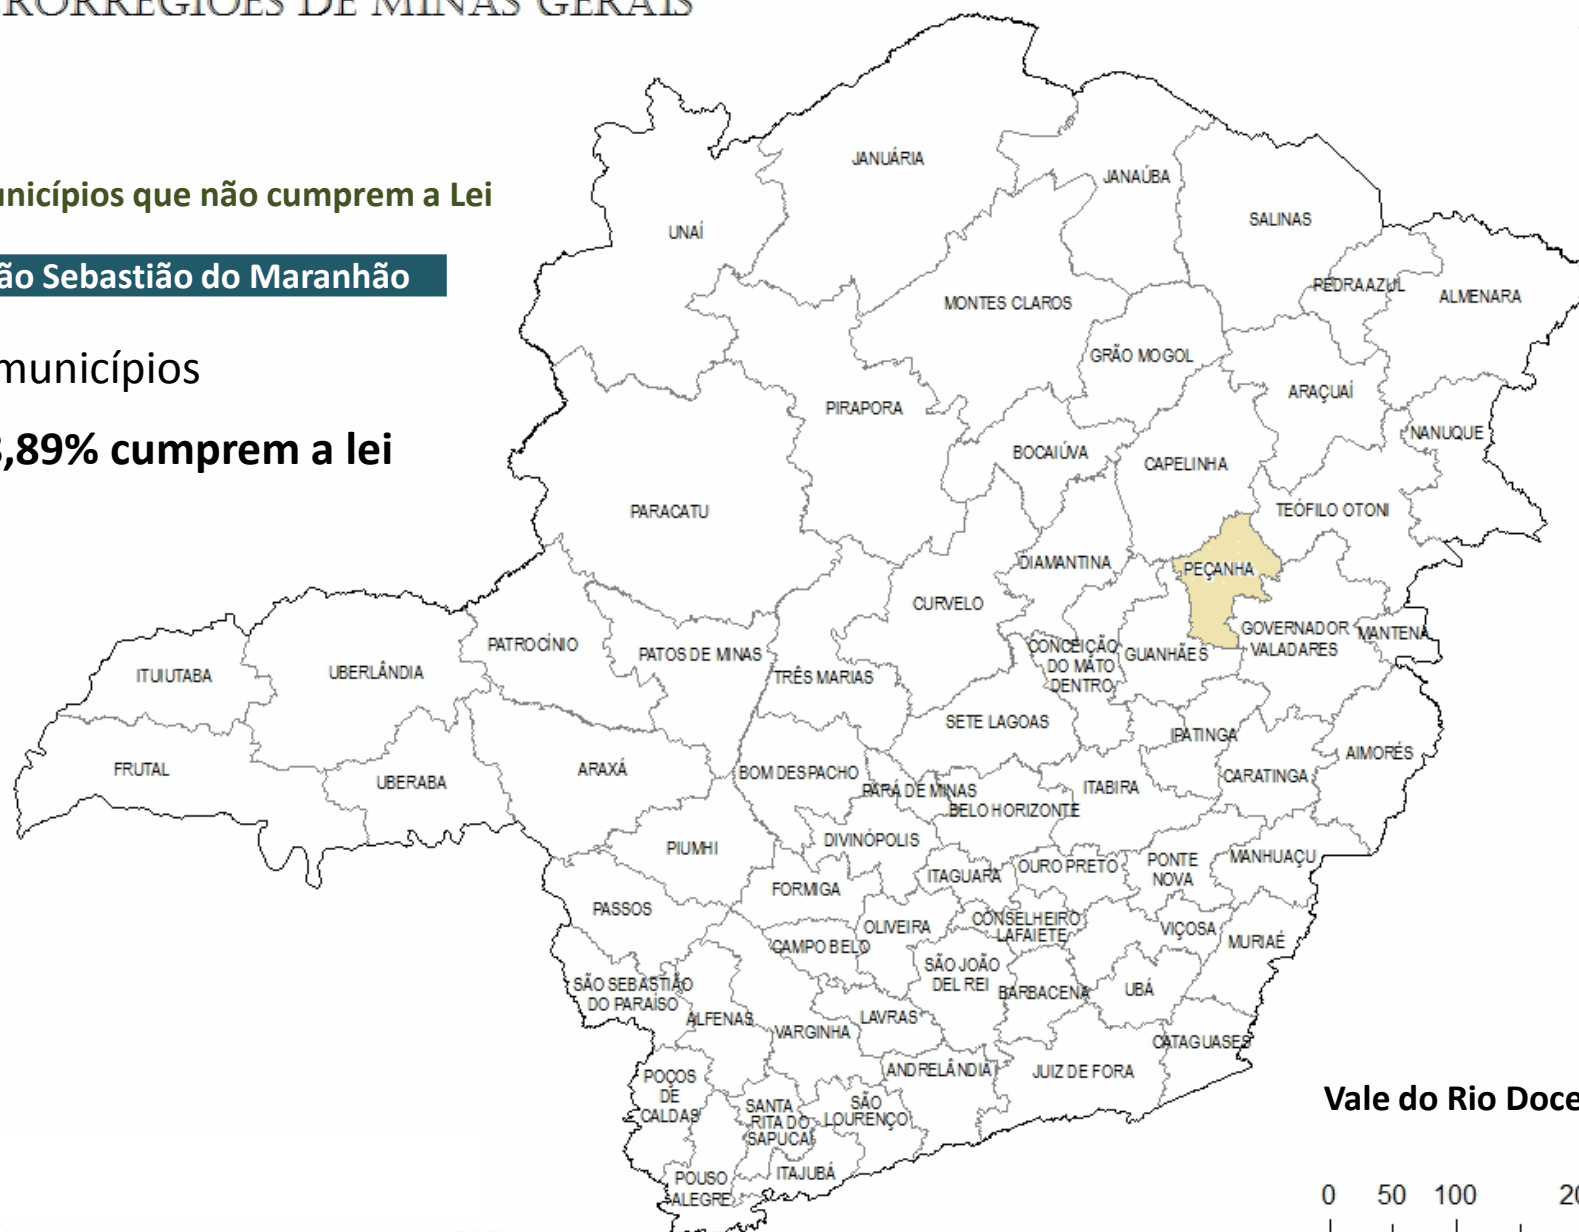 RORREGIÕES DE MINAS GERAIS
unicípios que não cumprem a Lei
ão Sebastião do Maranhão
municípios
8,89% cumprem a lei
JANUÁRIA
JANAÚBA
SALINAS
UNAÍ
PEDRA AZUL
ALMENARA
MONTES CLAROS
GRÃO MOGOL
ARAÇUAÍ
PIRAPORA
NANUQUE
BOCAIÚVA
CAPELINHA
PARACATU
TEÓFILO OTONI
DIAMANTINA
PEÇANHA
CURVELO
GOVERNADOR
VALADARES
MANTENA
PATROCÍNIO
PATOS DE MINAS
CONCEIÇÃO
DO MATO
DENTRO
GUANHÃES
ITUIUTABA
UBERLÂNDIA
TRÊS MARIAS
SETE LAGOAS
IPATINGA
AIMORÉS
FRUTAL
UBERABA
ARAXÁ
BOM DESPACHO
PARÁ DE MINAS
BELO HORIZONTE
ITABIRA
CARATINGA
PIUMHI
DIVINÓPOLIS
ITAGUARA
OURO PRETO
PONTE
NOVA
MANHUAÇU
FORMIGA
PASSOS
OLIVEIRA
CONSELHEIRO
LAFAIETE
VIÇOSA
MURIAÉ
CAMPO BELO
SÃO JOÃO
DEL REI
BARBACENA
UBÁ
SÃO SEBASTIÃO
DO PARAÍSO
ALFENAS
VARGINHA
LAVRAS
CATAGUASES
ANDRELÂNDIA
JUIZ DE FORA
POÇOS
DE
CALDAS
SANTA
RITA DO
SAPUCAÍ
SÃO
LOURENÇO
POUSO
ALEGRE
ITAJUBÁ
Vale do Rio Doce
0 50 100 20